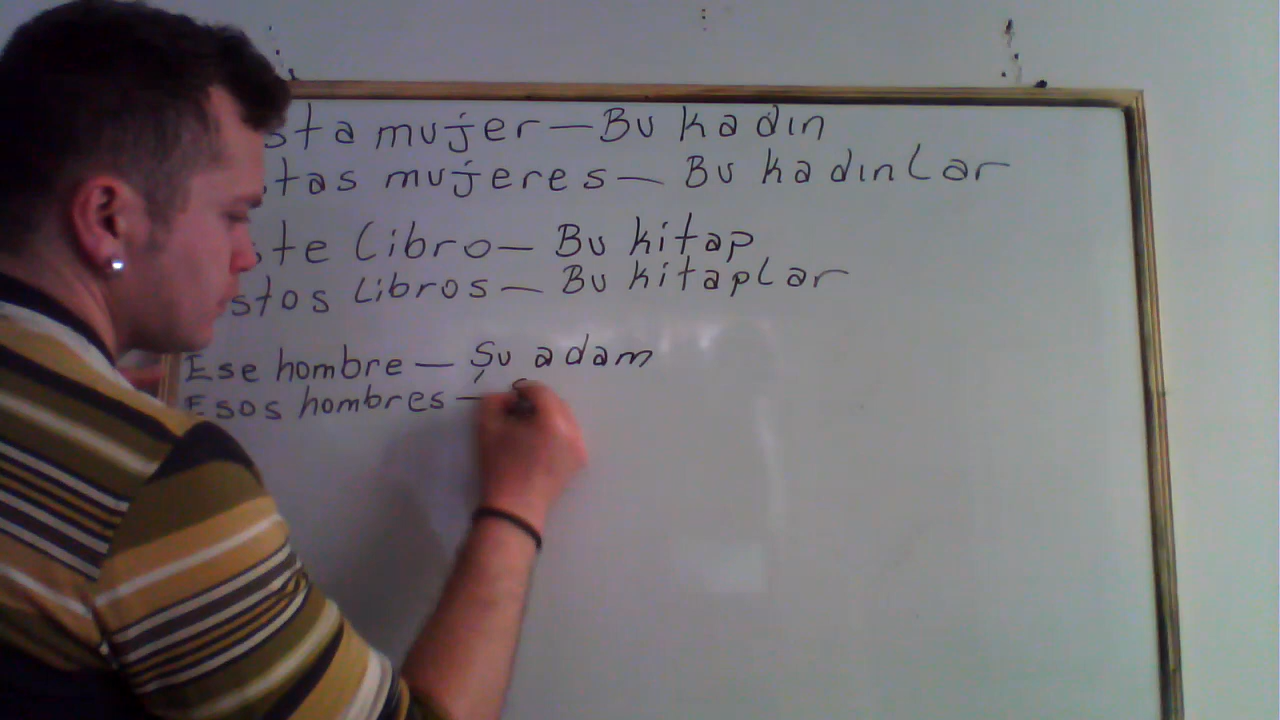 sta mujer — Bu kadın
tas mujeres — Bu kadınlar
ste libro — Bu kitap
stos libros — Bu kitaplar
Ese hombre — Şu adam
Esos hombres — S